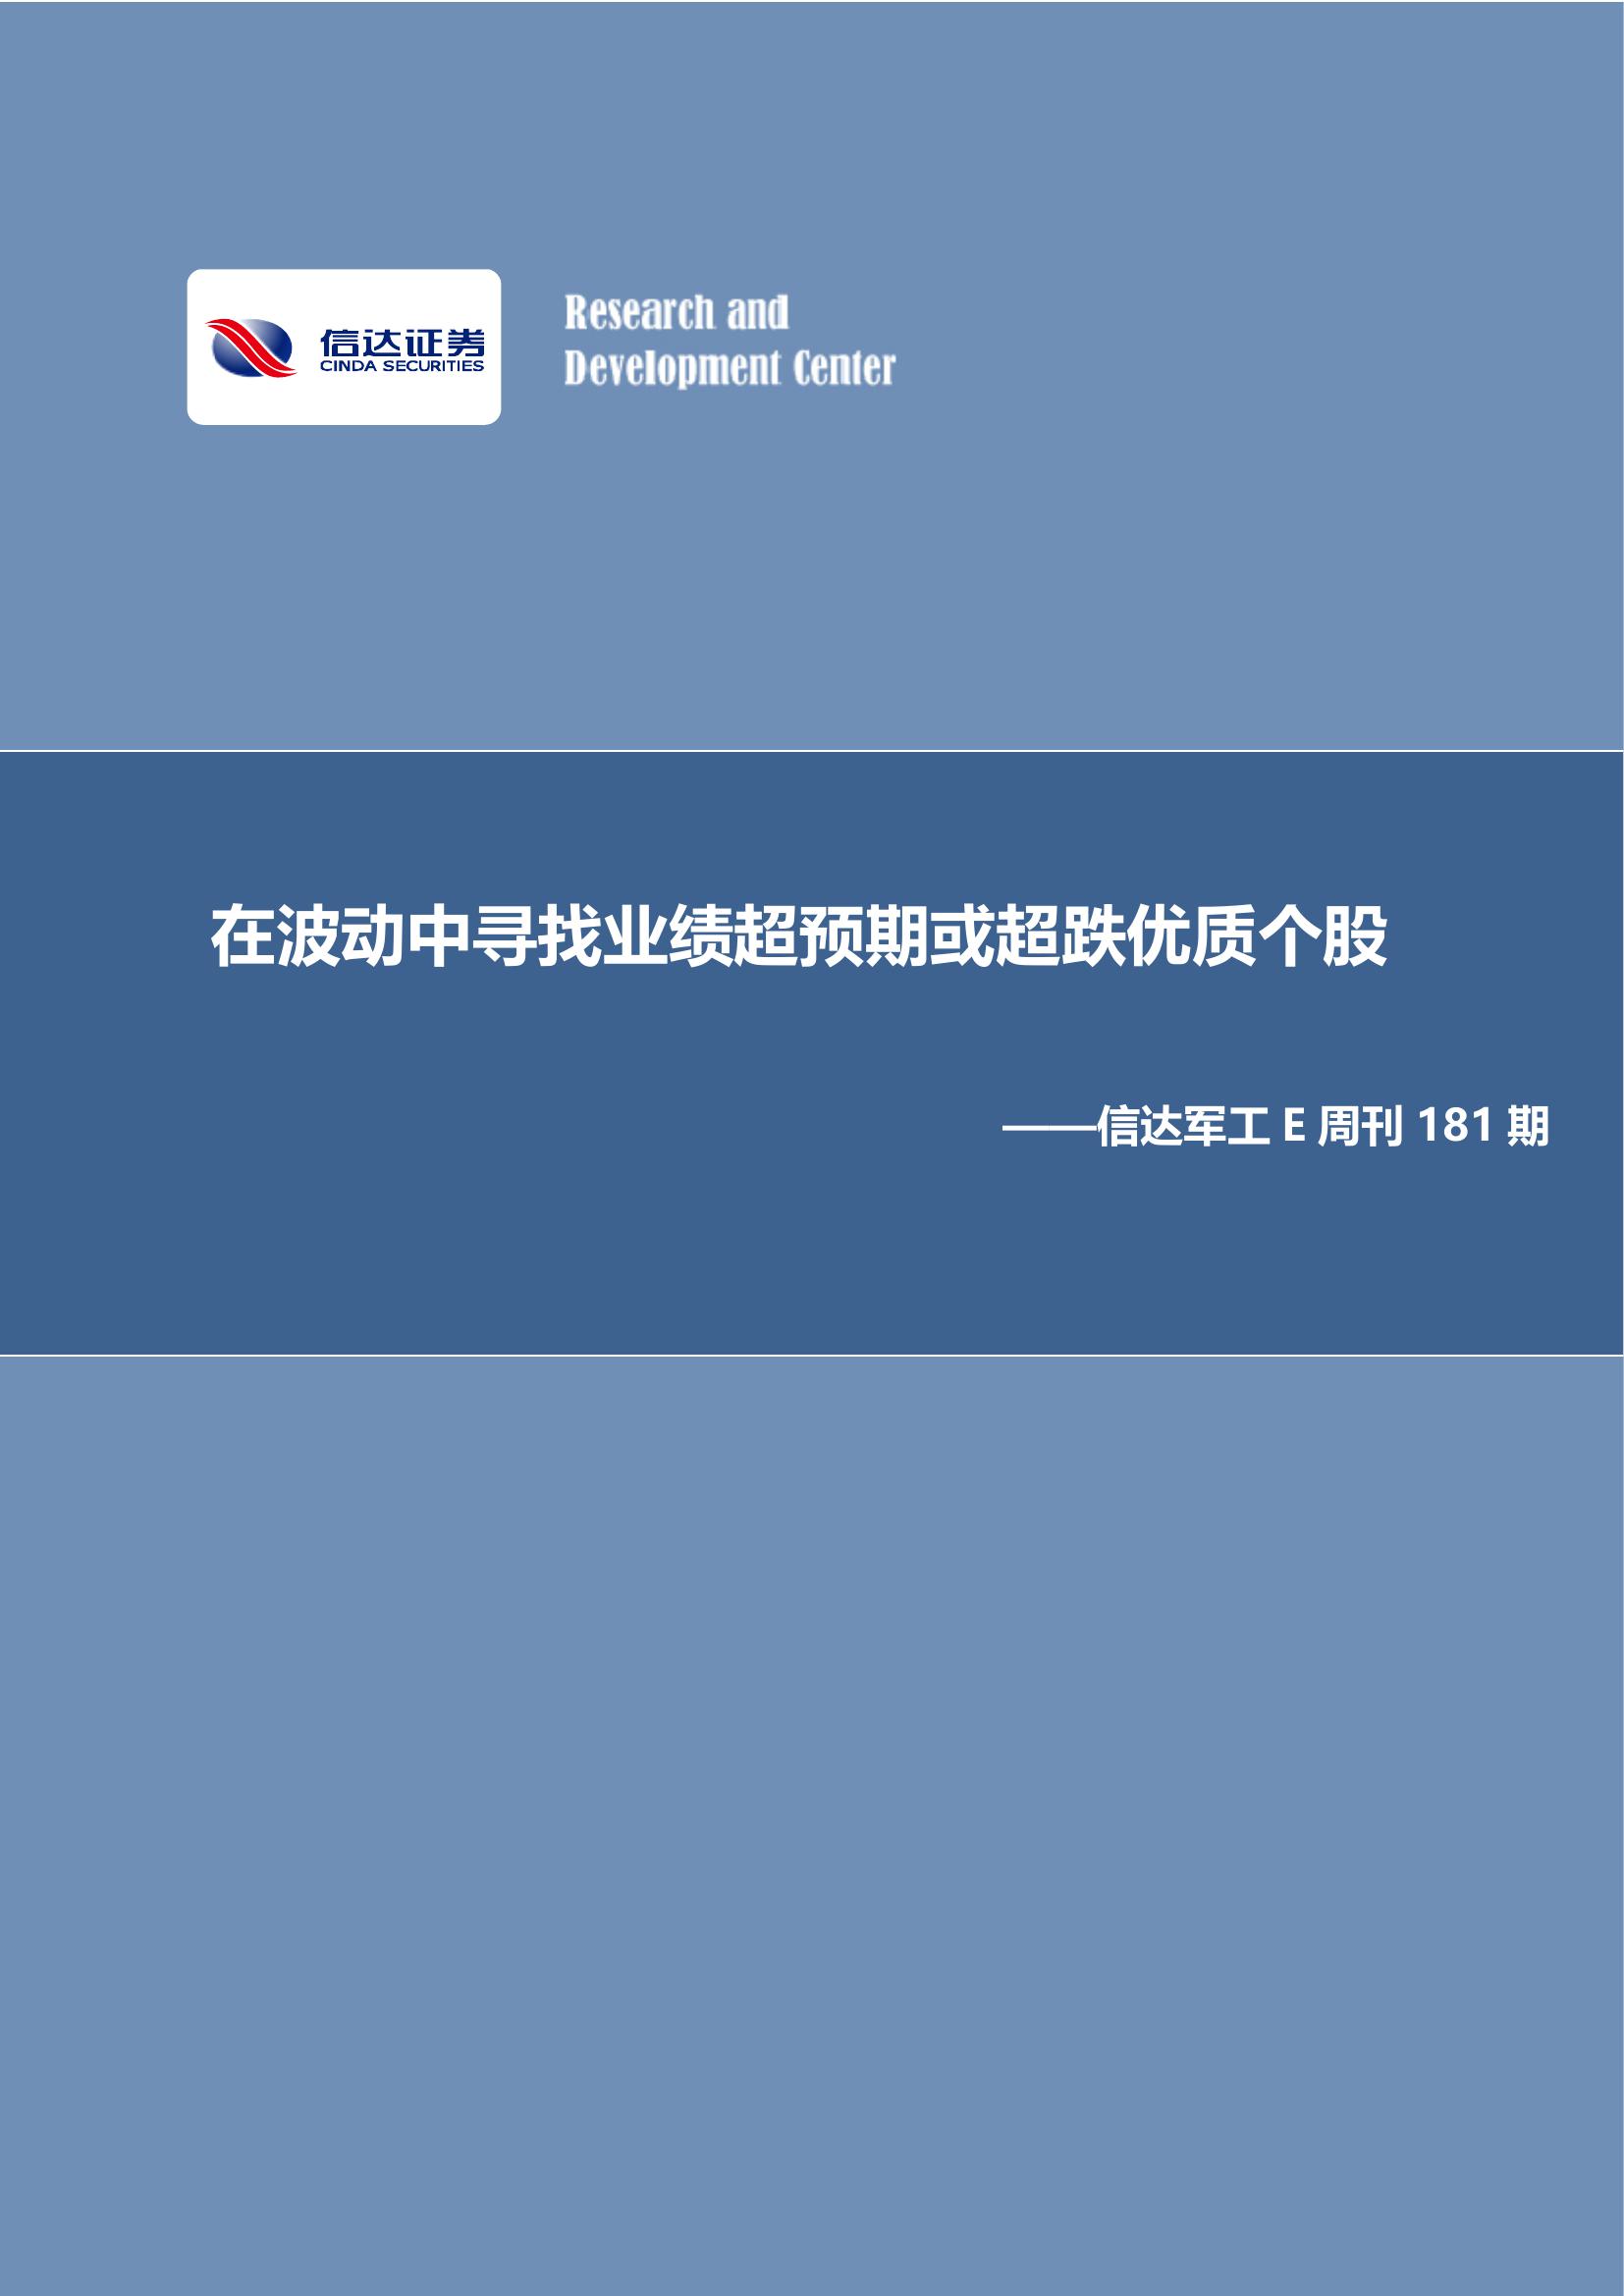 信达证券
CINDA SECURITIES
Research and
Development Center
在波动中寻找业绩超预期或超跌优质个股
——信达军工 E 周刊 181 期